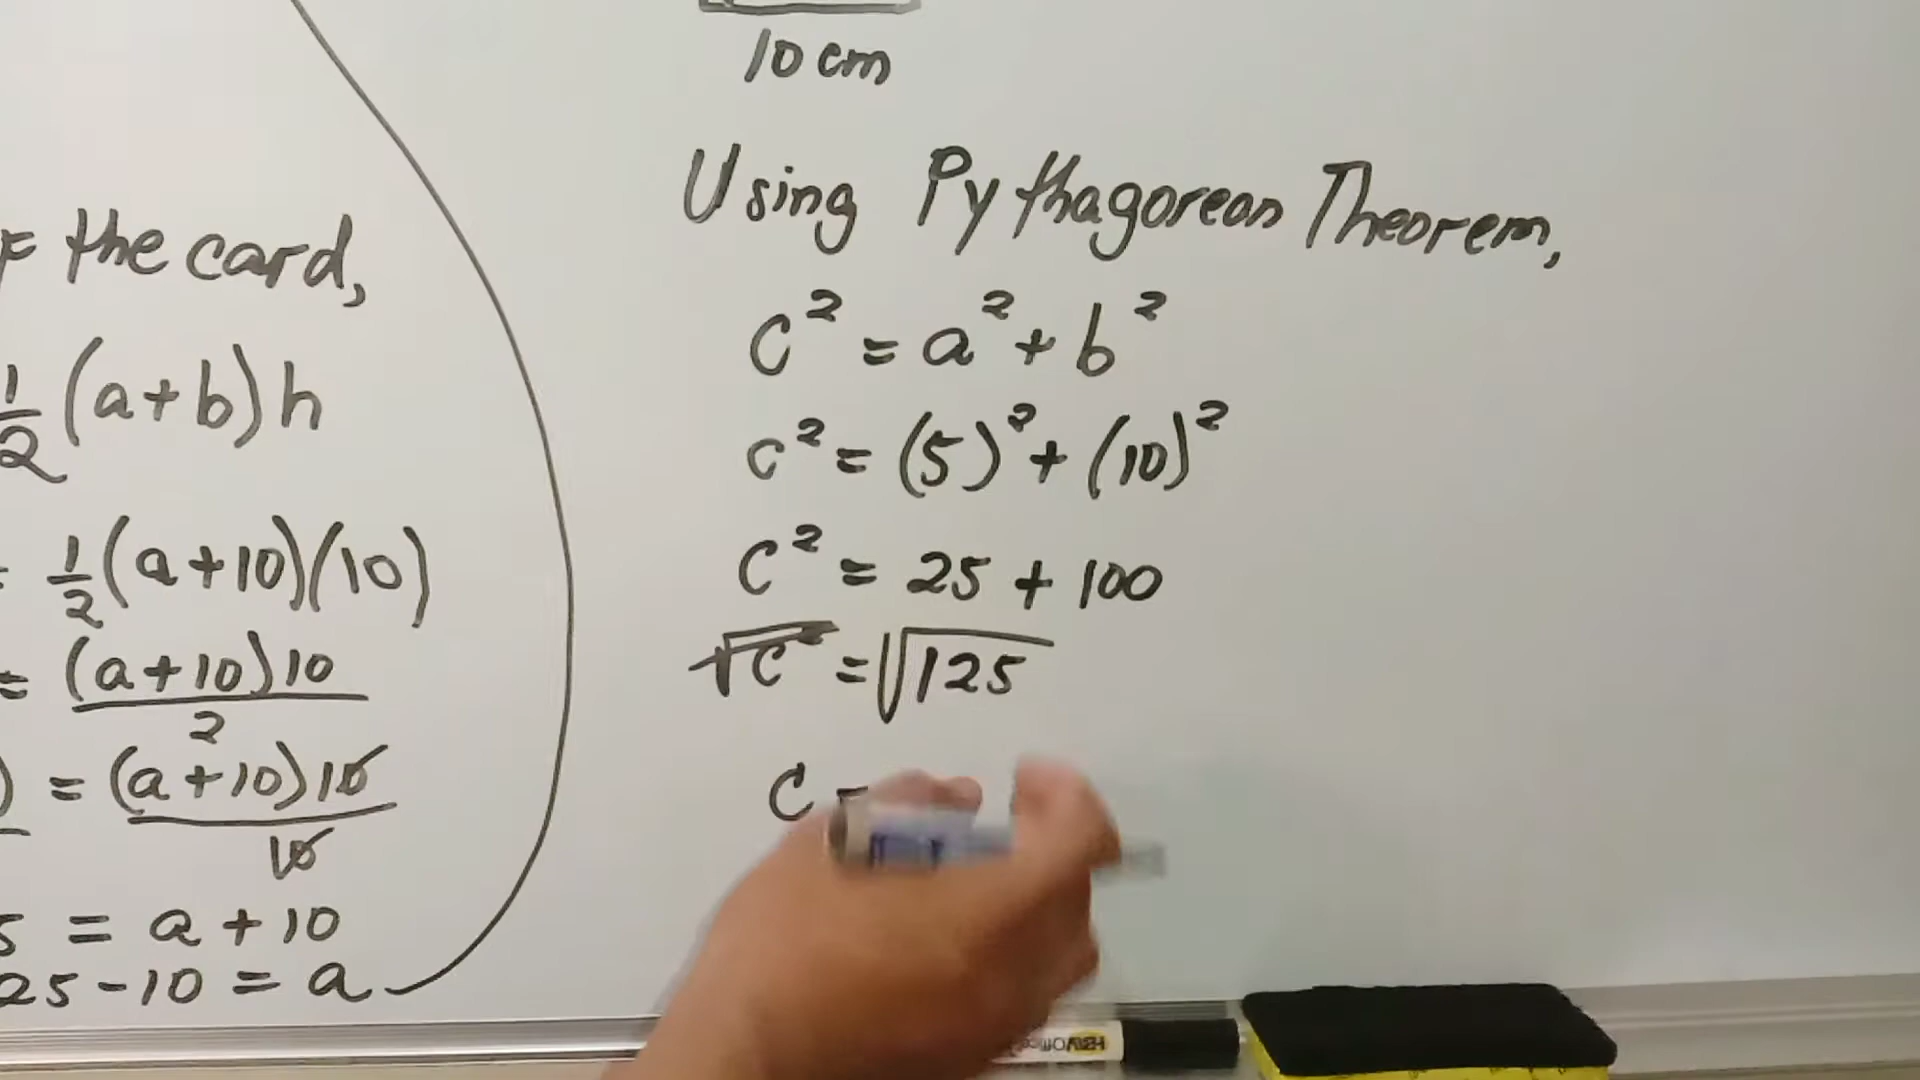 the card,
1/2 (a+b)h
= 1/2 (a+10)(10)
= (a+10)10 / 2
) = (a+10)10 / 10
5 = a + 10
25 - 10 = a
10 cm
Using Pythagorean Theorem,
c² = a² + b²
c² = (5)² + (10)²
c² = 25 + 100
√c² = √125
c =